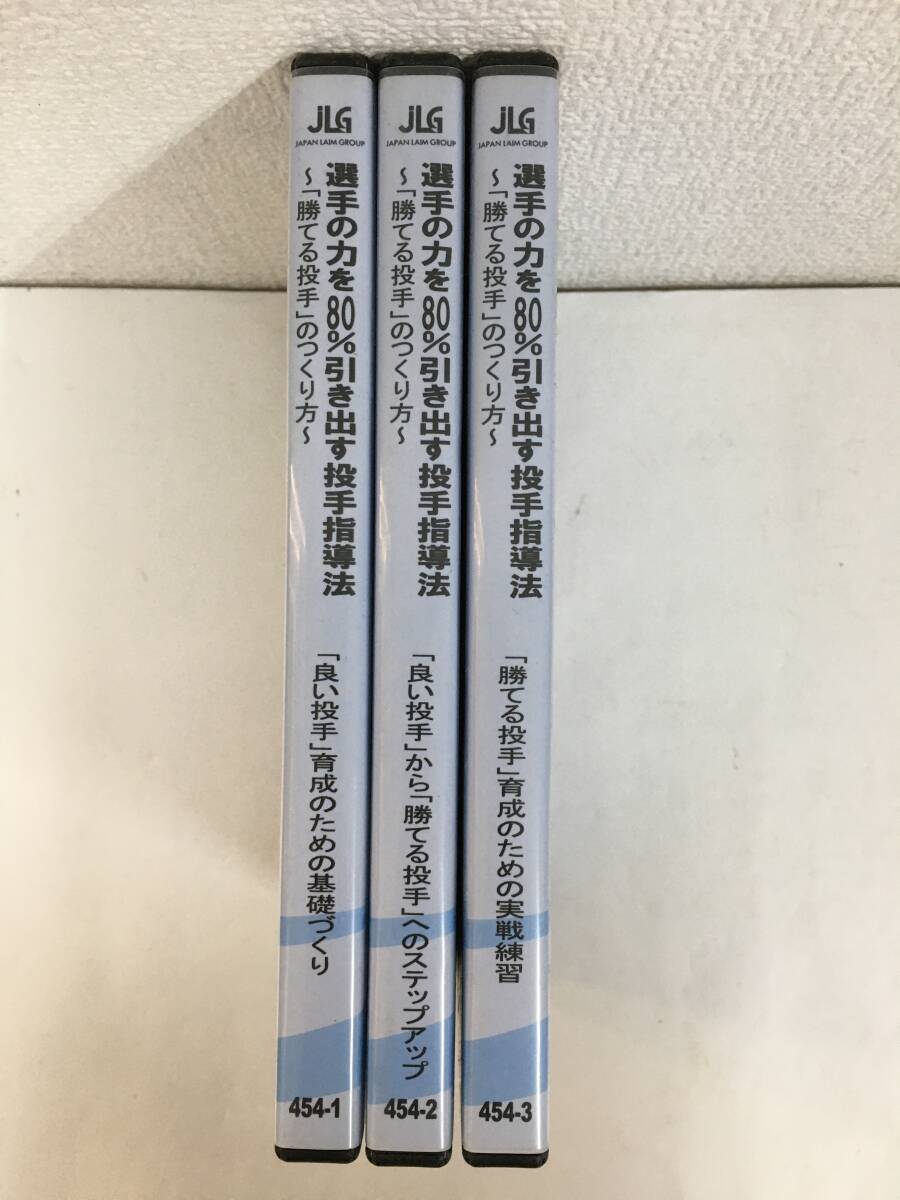 JLG
JAPAN LAIM GROUP
選手の力を80%引き出す投手指導法
～「勝てる投手」のつくり方～
「良い投手」育成のための基礎づくり
454-1
JLG
JAPAN LAIM GROUP
選手の力を80%引き出す投手指導法
～「勝てる投手」のつくり方～
「良い投手」から「勝てる投手」へのステップアップ
454-2
JLG
JAPAN LAIM GROUP
選手の力を80%引き出す投手指導法
～「勝てる投手」のつくり方～
「勝てる投手」育成のための実戦練習
454-3